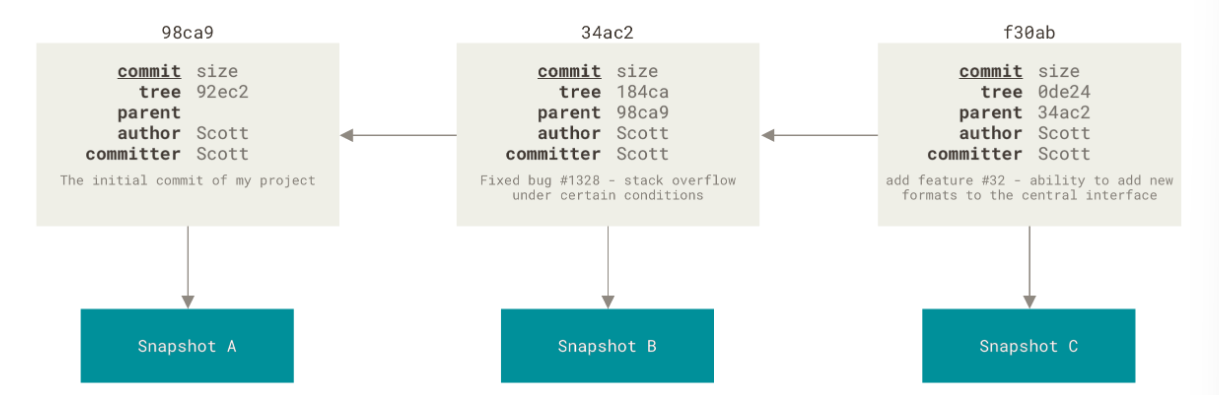 98ca9
commit size
tree 92ec2
parent
author Scott
committer Scott
The initial commit of my project
Snapshot A
34ac2
commit size
tree 184ca
parent 98ca9
author Scott
committer Scott
Fixed bug #1328 - stack overflow
under certain conditions
Snapshot B
f30ab
commit size
tree 0de24
parent 34ac2
author Scott
committer Scott
add feature #32 - ability to add new
formats to the central interface
Snapshot C